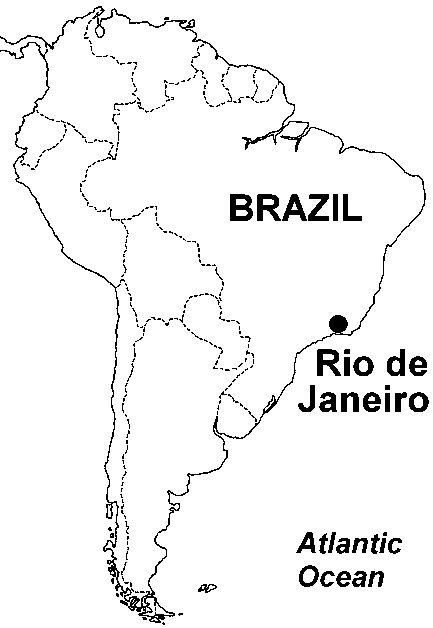 BRAZIL
Rio de
Janeiro
Atlantic
Ocean